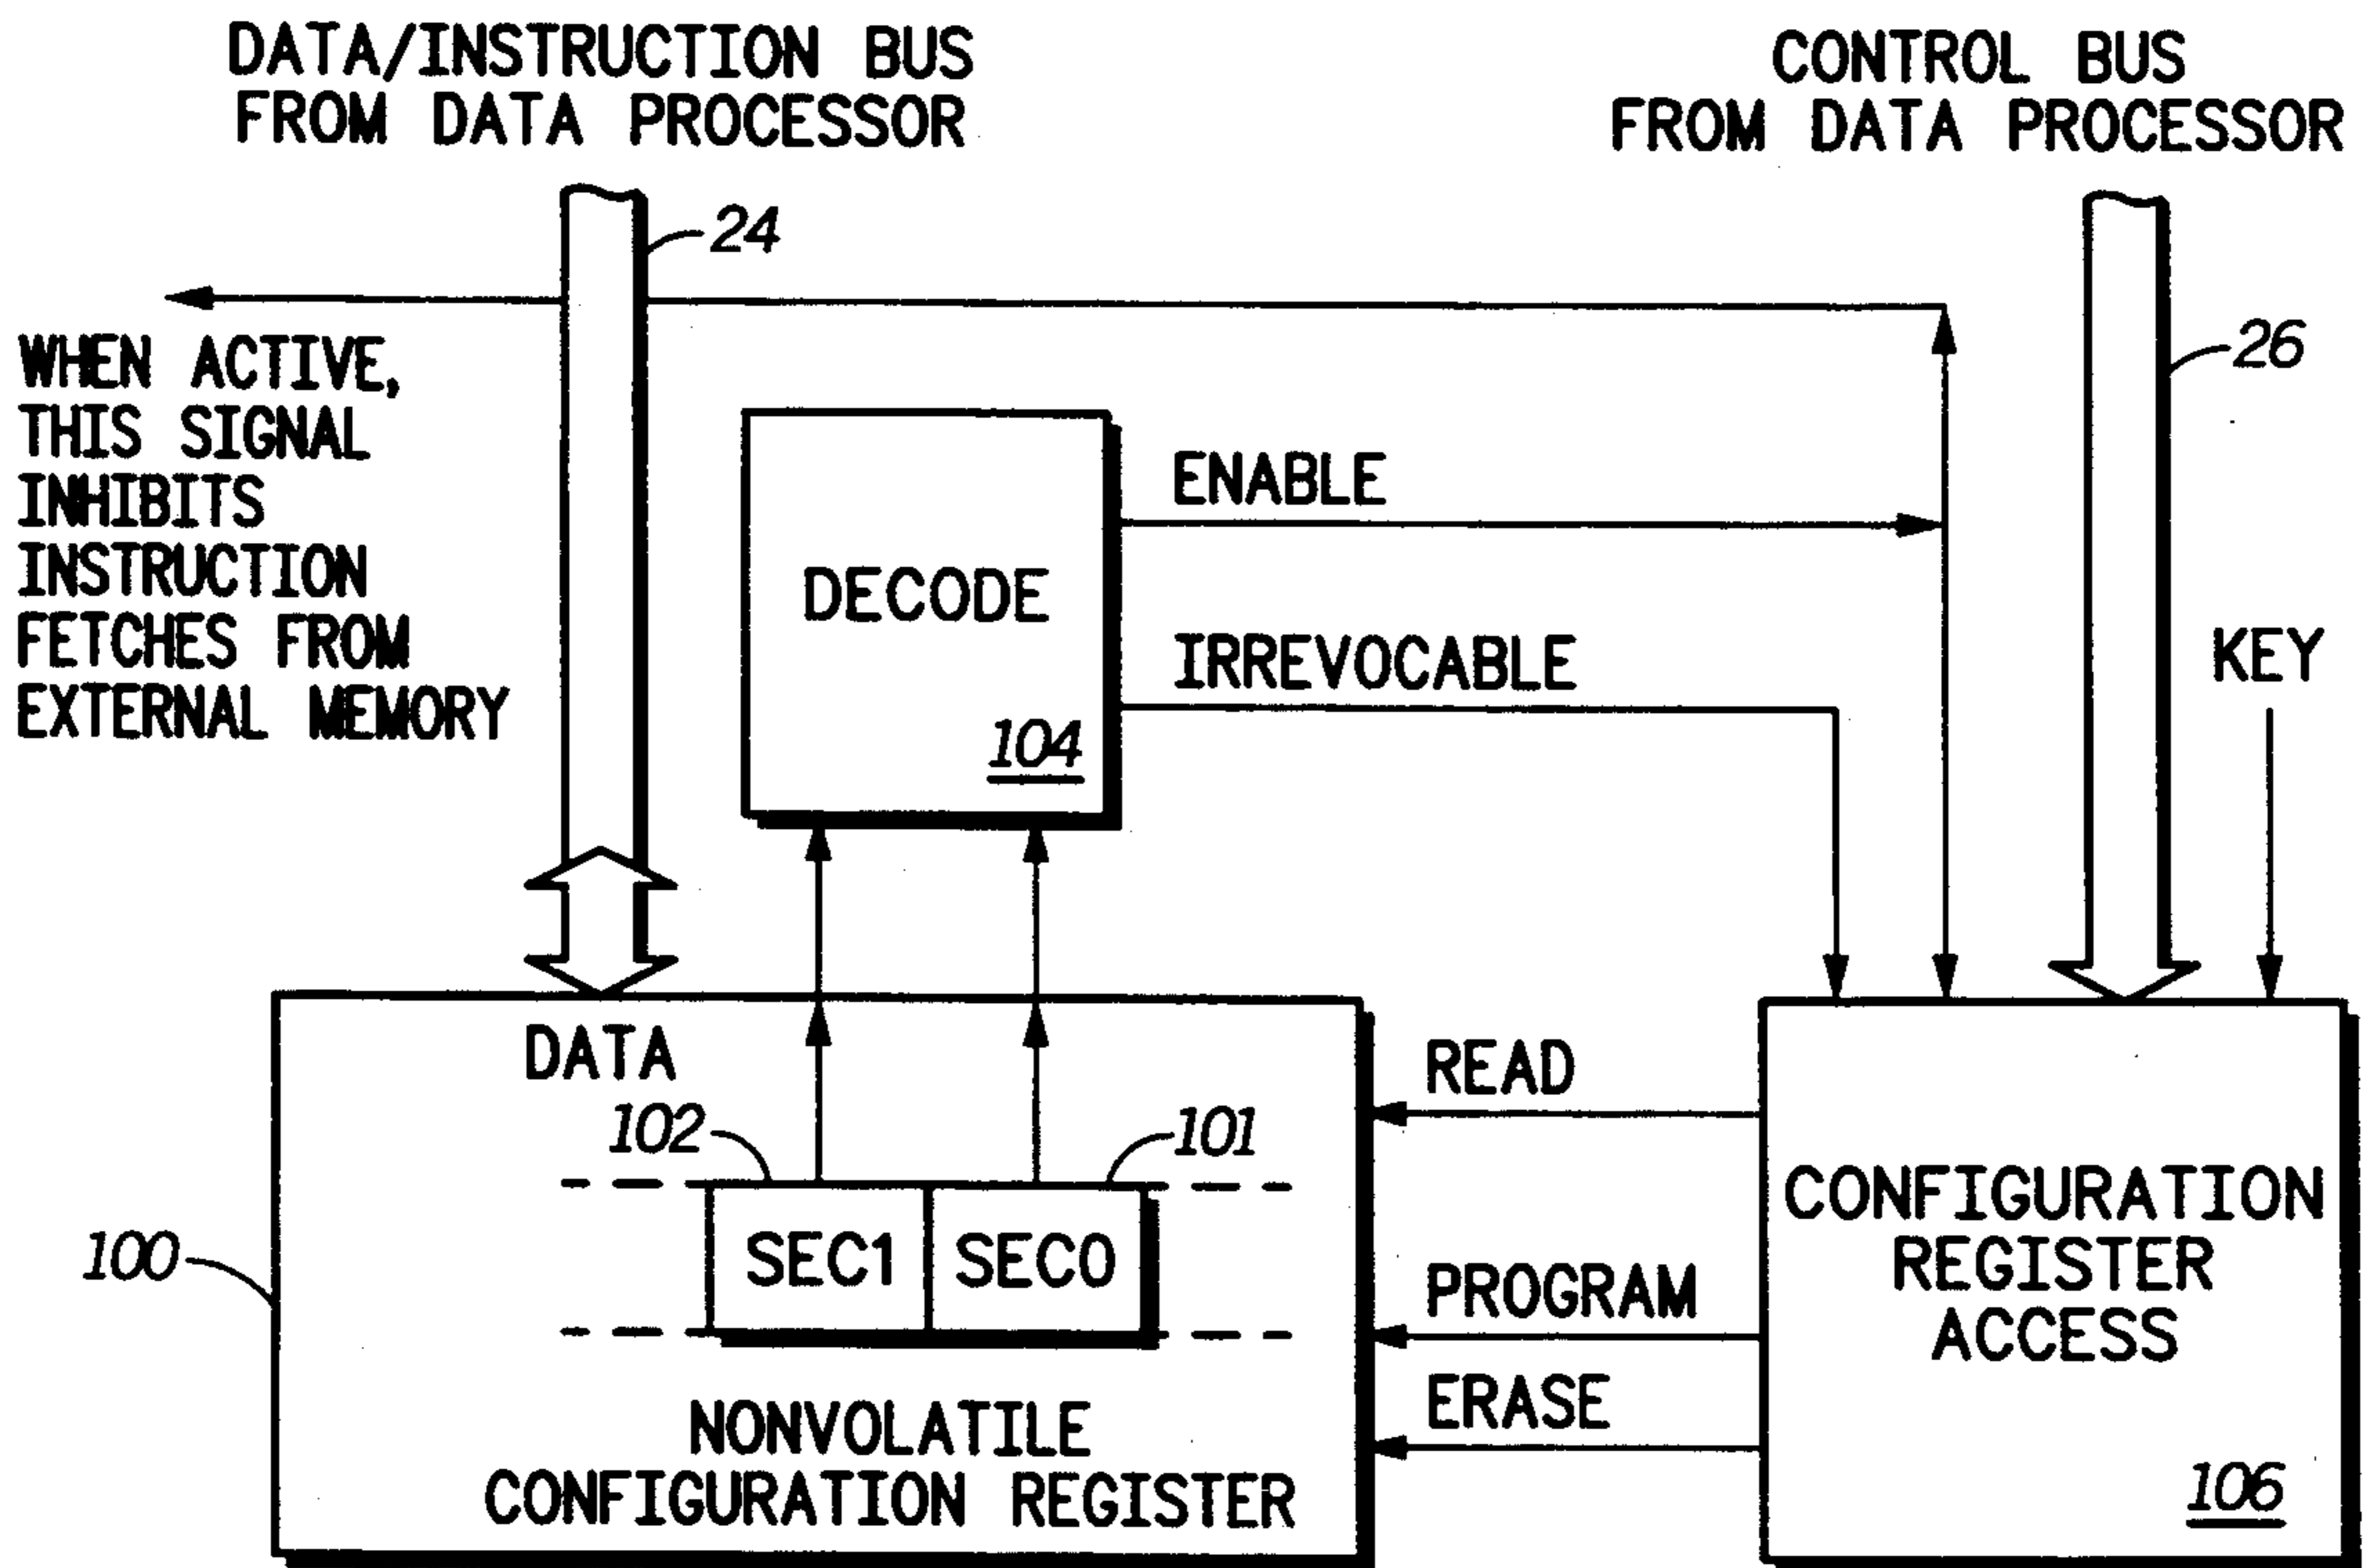 DATA/INSTRUCTION BUS
FROM DATA PROCESSOR
CONTROL BUS
FROM DATA PROCESSOR
24
26
WHEN ACTIVE,
THIS SIGNAL
INHIBITS
INSTRUCTION
FETCHES FROM
EXTERNAL MEMORY
ENABLE
DECODE
IRREVOCABLE
104
KEY
DATA
READ
102
101
SEC1
SEC0
100
PROGRAM
ERASE
NONVOLATILE
CONFIGURATION REGISTER
CONFIGURATION
REGISTER
ACCESS
106